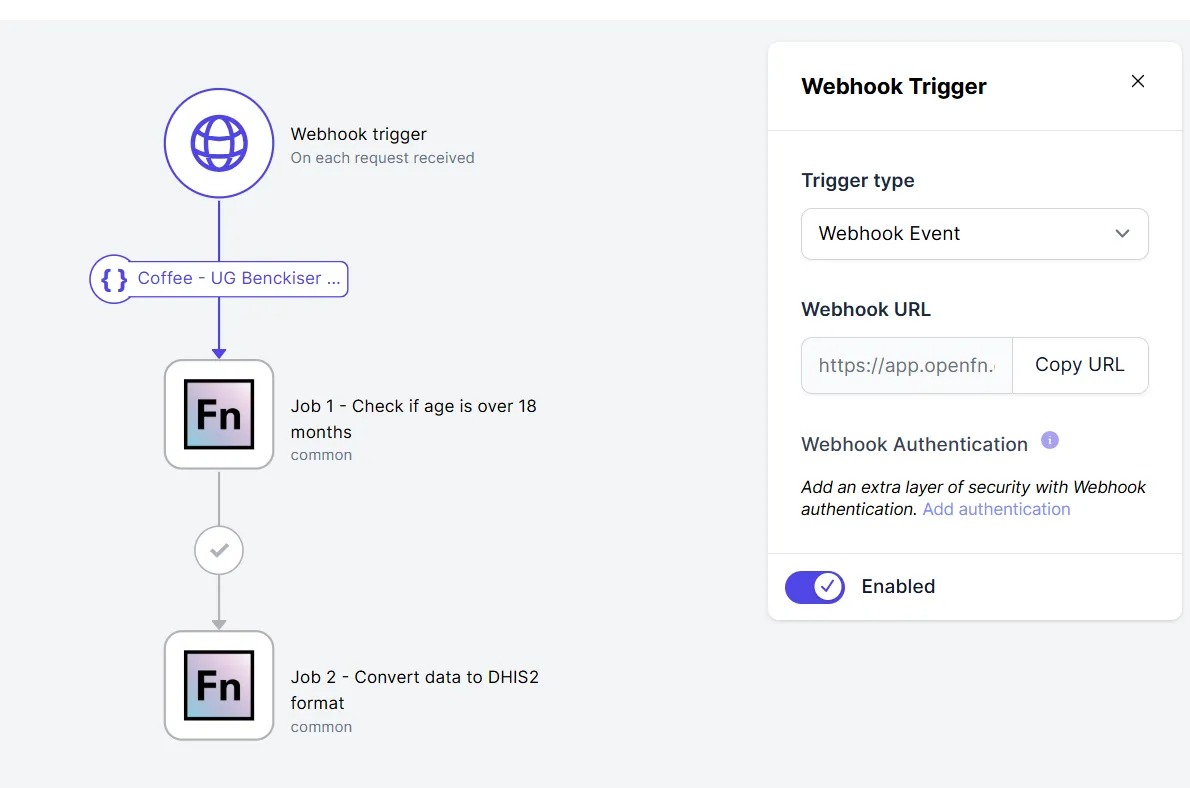 Webhook trigger
On each request received
{ } Coffee - UG Benckiser ...
Fn
Job 1 - Check if age is over 18
months
common
Fn
Job 2 - Convert data to DHIS2
format
common
Webhook Trigger
Trigger type
Webhook Event
Webhook URL
https://app.openfn.
Copy URL
Webhook Authentication i
Add an extra layer of security with Webhook
authentication. Add authentication
Enabled